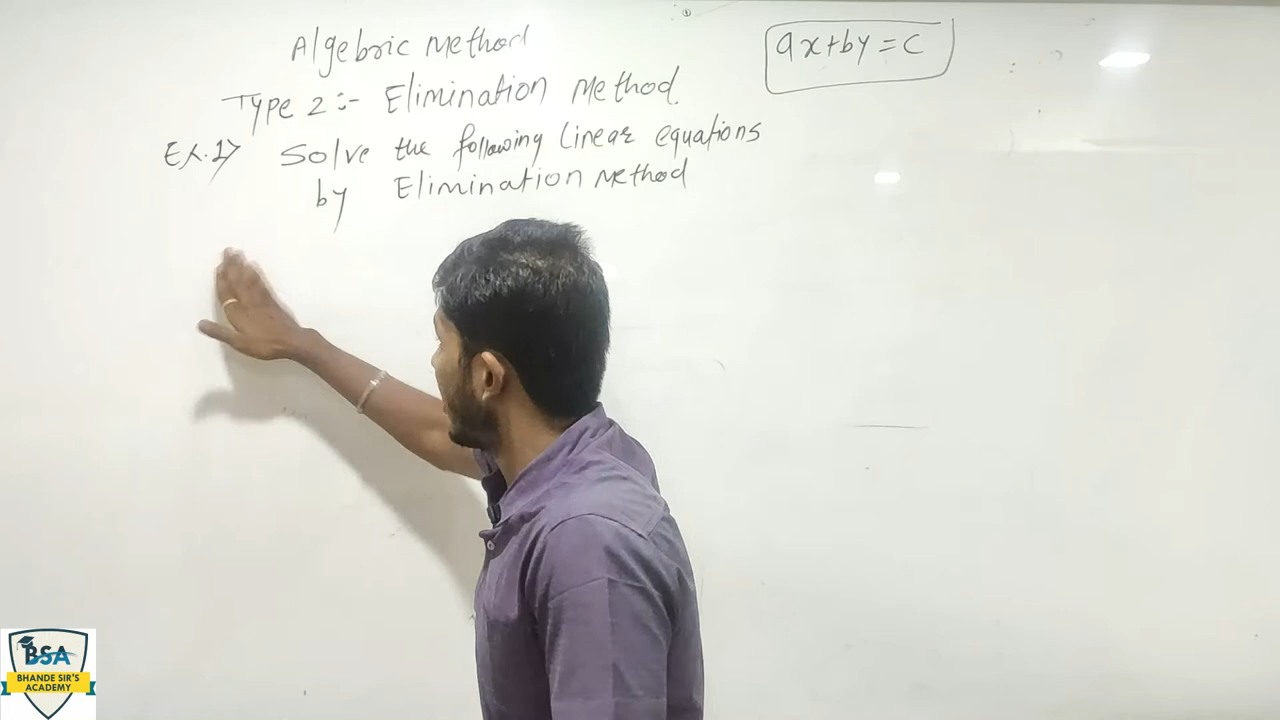 Algebric Method
ax+by=c
Type 2:- Elimination Method.
Ex.1) Solve the following linear equations
by Elimination Method
BSA
BHANDE SIR'S
ACADEMY